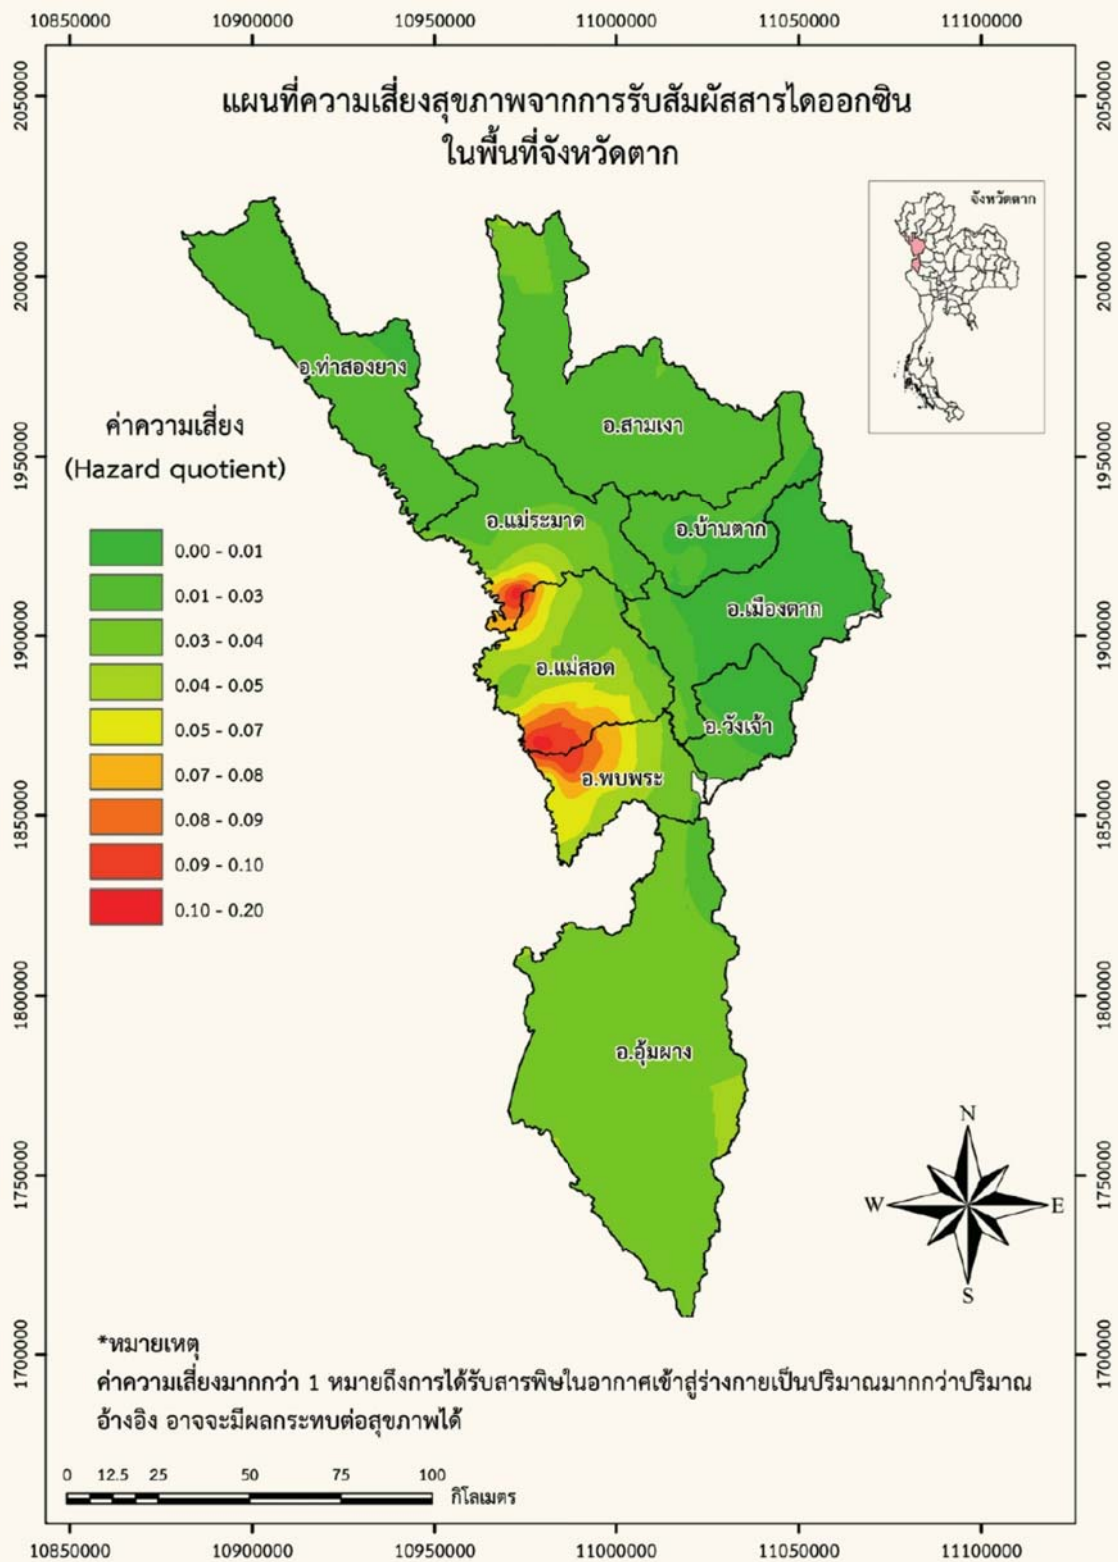 10850000 10900000 10950000 11000000 11050000 11100000
แผนที่ความเสี่ยงสุขภาพจากการรับสัมผัสสารไดออกซิน
ในพื้นที่จังหวัดตาก
จังหวัดตาก
2050000 2050000
2000000 2000000
1950000 1950000
1900000 1900000
1850000 1850000
1800000 1800000
1750000 1750000
1700000 1700000
อ.ท่าสองยาง
อ.สามเงา
อ.แม่ระมาด
อ.บ้านตาก
อ.เมืองตาก
อ.แม่สอด
อ.วังเจ้า
อ.พบพระ
อ.อุ้มผาง
ค่าความเสี่ยง
(Hazard quotient)
0.00 - 0.01
0.01 - 0.03
0.03 - 0.04
0.04 - 0.05
0.05 - 0.07
0.07 - 0.08
0.08 - 0.09
0.09 - 0.10
0.10 - 0.20
N
W E
S
*หมายเหตุ
ค่าความเสี่ยงมากกว่า 1 หมายถึงการได้รับสารพิษในอากาศเข้าสู่ร่างกายเป็นปริมาณมากกว่าปริมาณ
อ้างอิง อาจจะมีผลกระทบต่อสุขภาพได้
0 12.5 25 50 75 100
กิโลเมตร
10850000 10900000 10950000 11000000 11050000 11100000